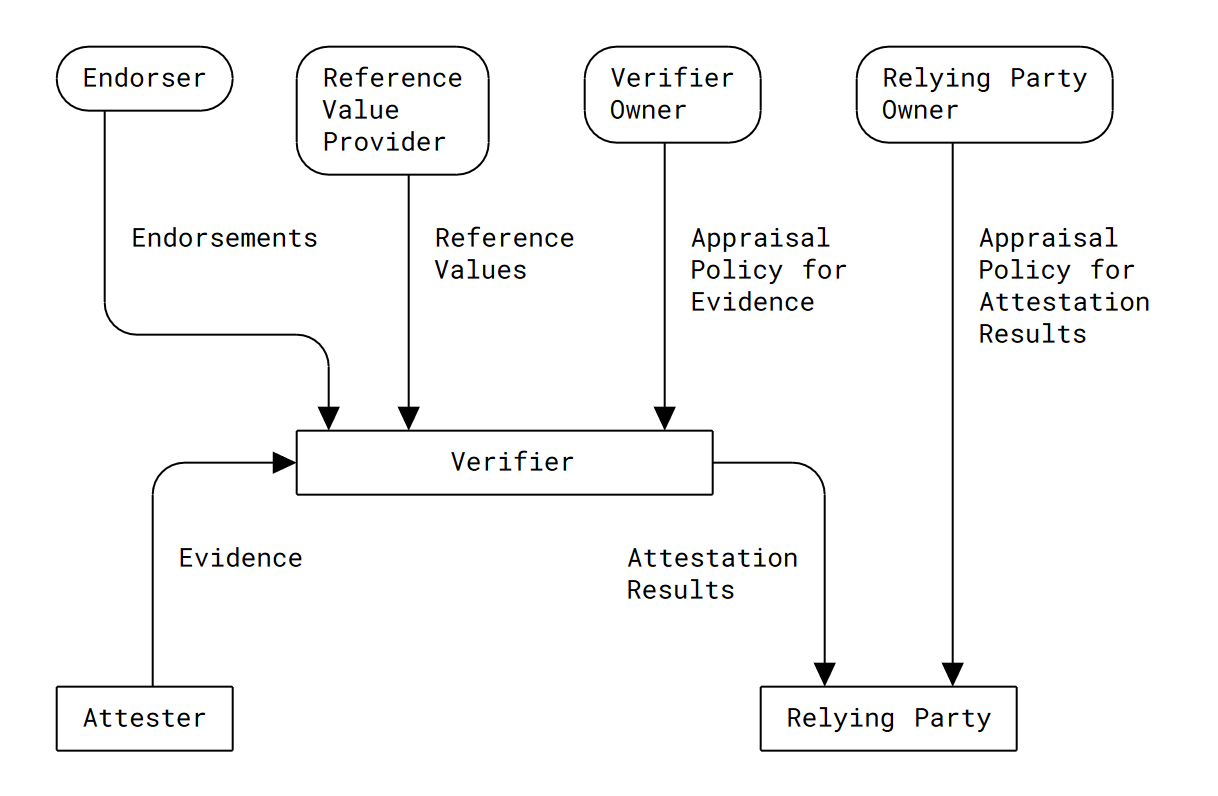 Endorser
Reference
Value
Provider
Verifier
Owner
Relying Party
Owner
Endorsements
Reference
Values
Appraisal
Policy for
Evidence
Appraisal
Policy for
Attestation
Results
Verifier
Evidence
Attestation
Results
Attester
Relying Party